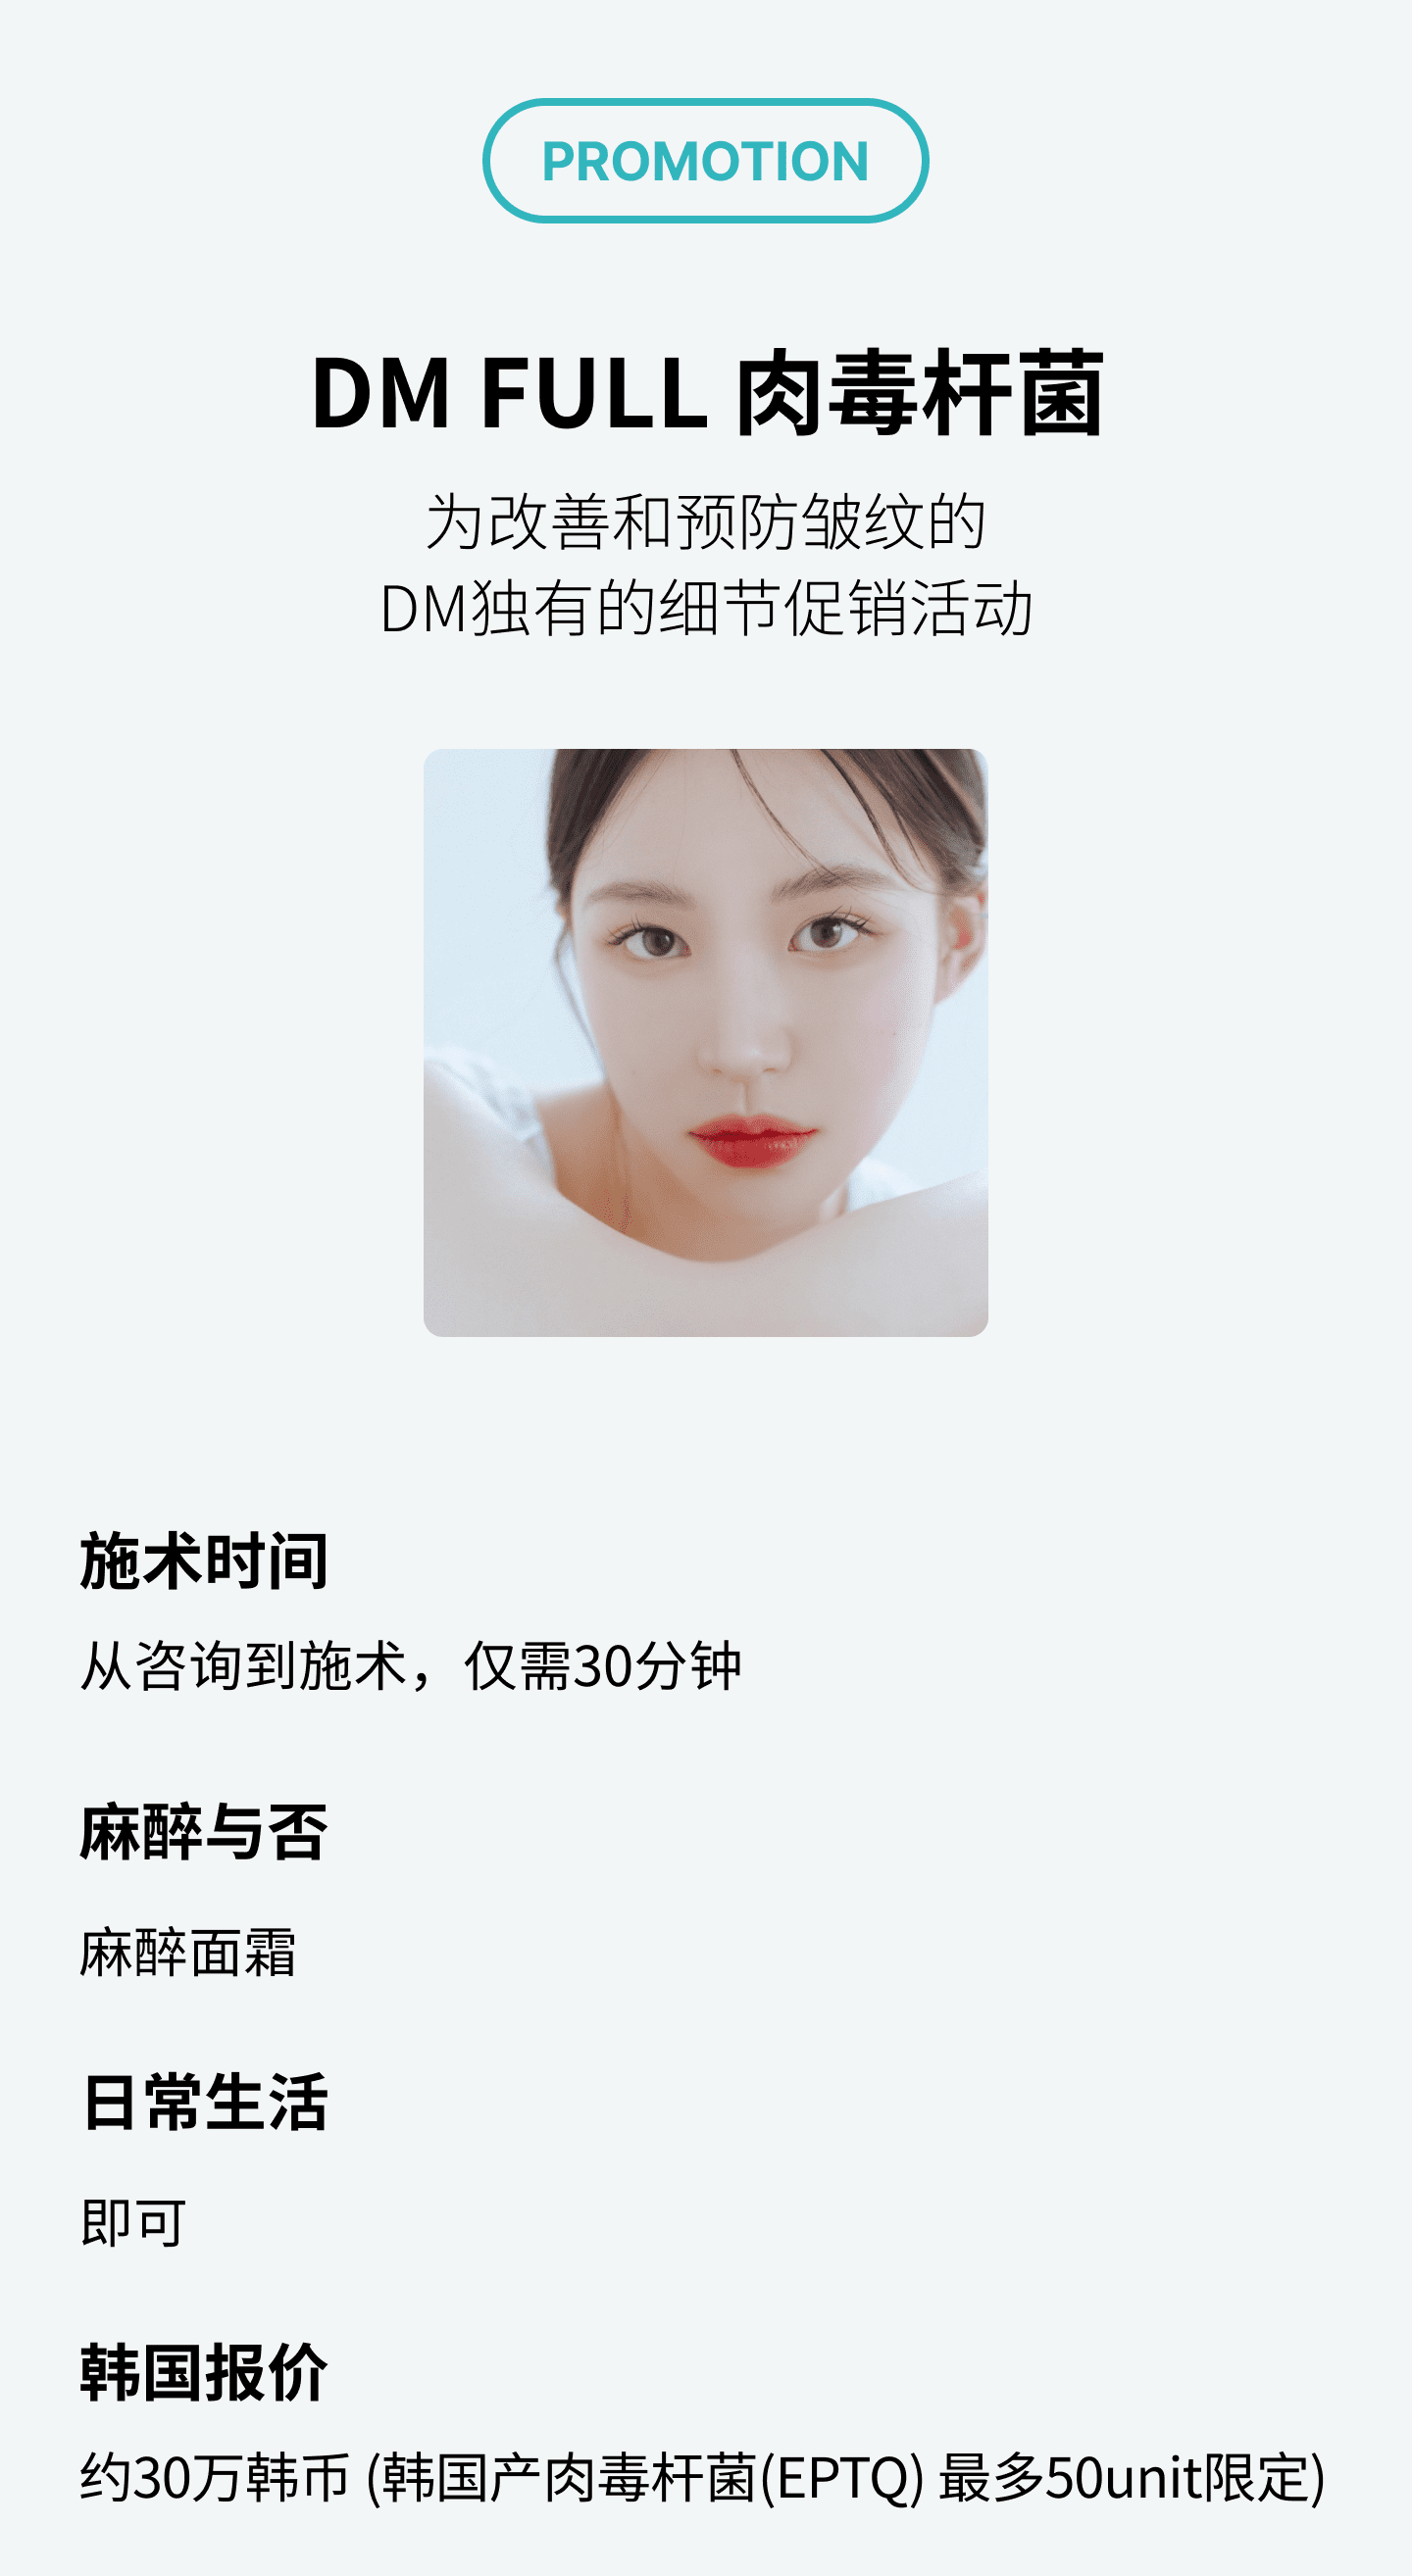 PROMOTION
DM FULL 肉毒杆菌
为改善和预防皱纹的
DM独有的细节促销活动
施术时间
从咨询到施术，仅需30分钟
麻醉与否
麻醉面霜
日常生活
即可
韩国报价
约30万韩币 (韩国产肉毒杆菌(EPTQ) 最多50unit限定)